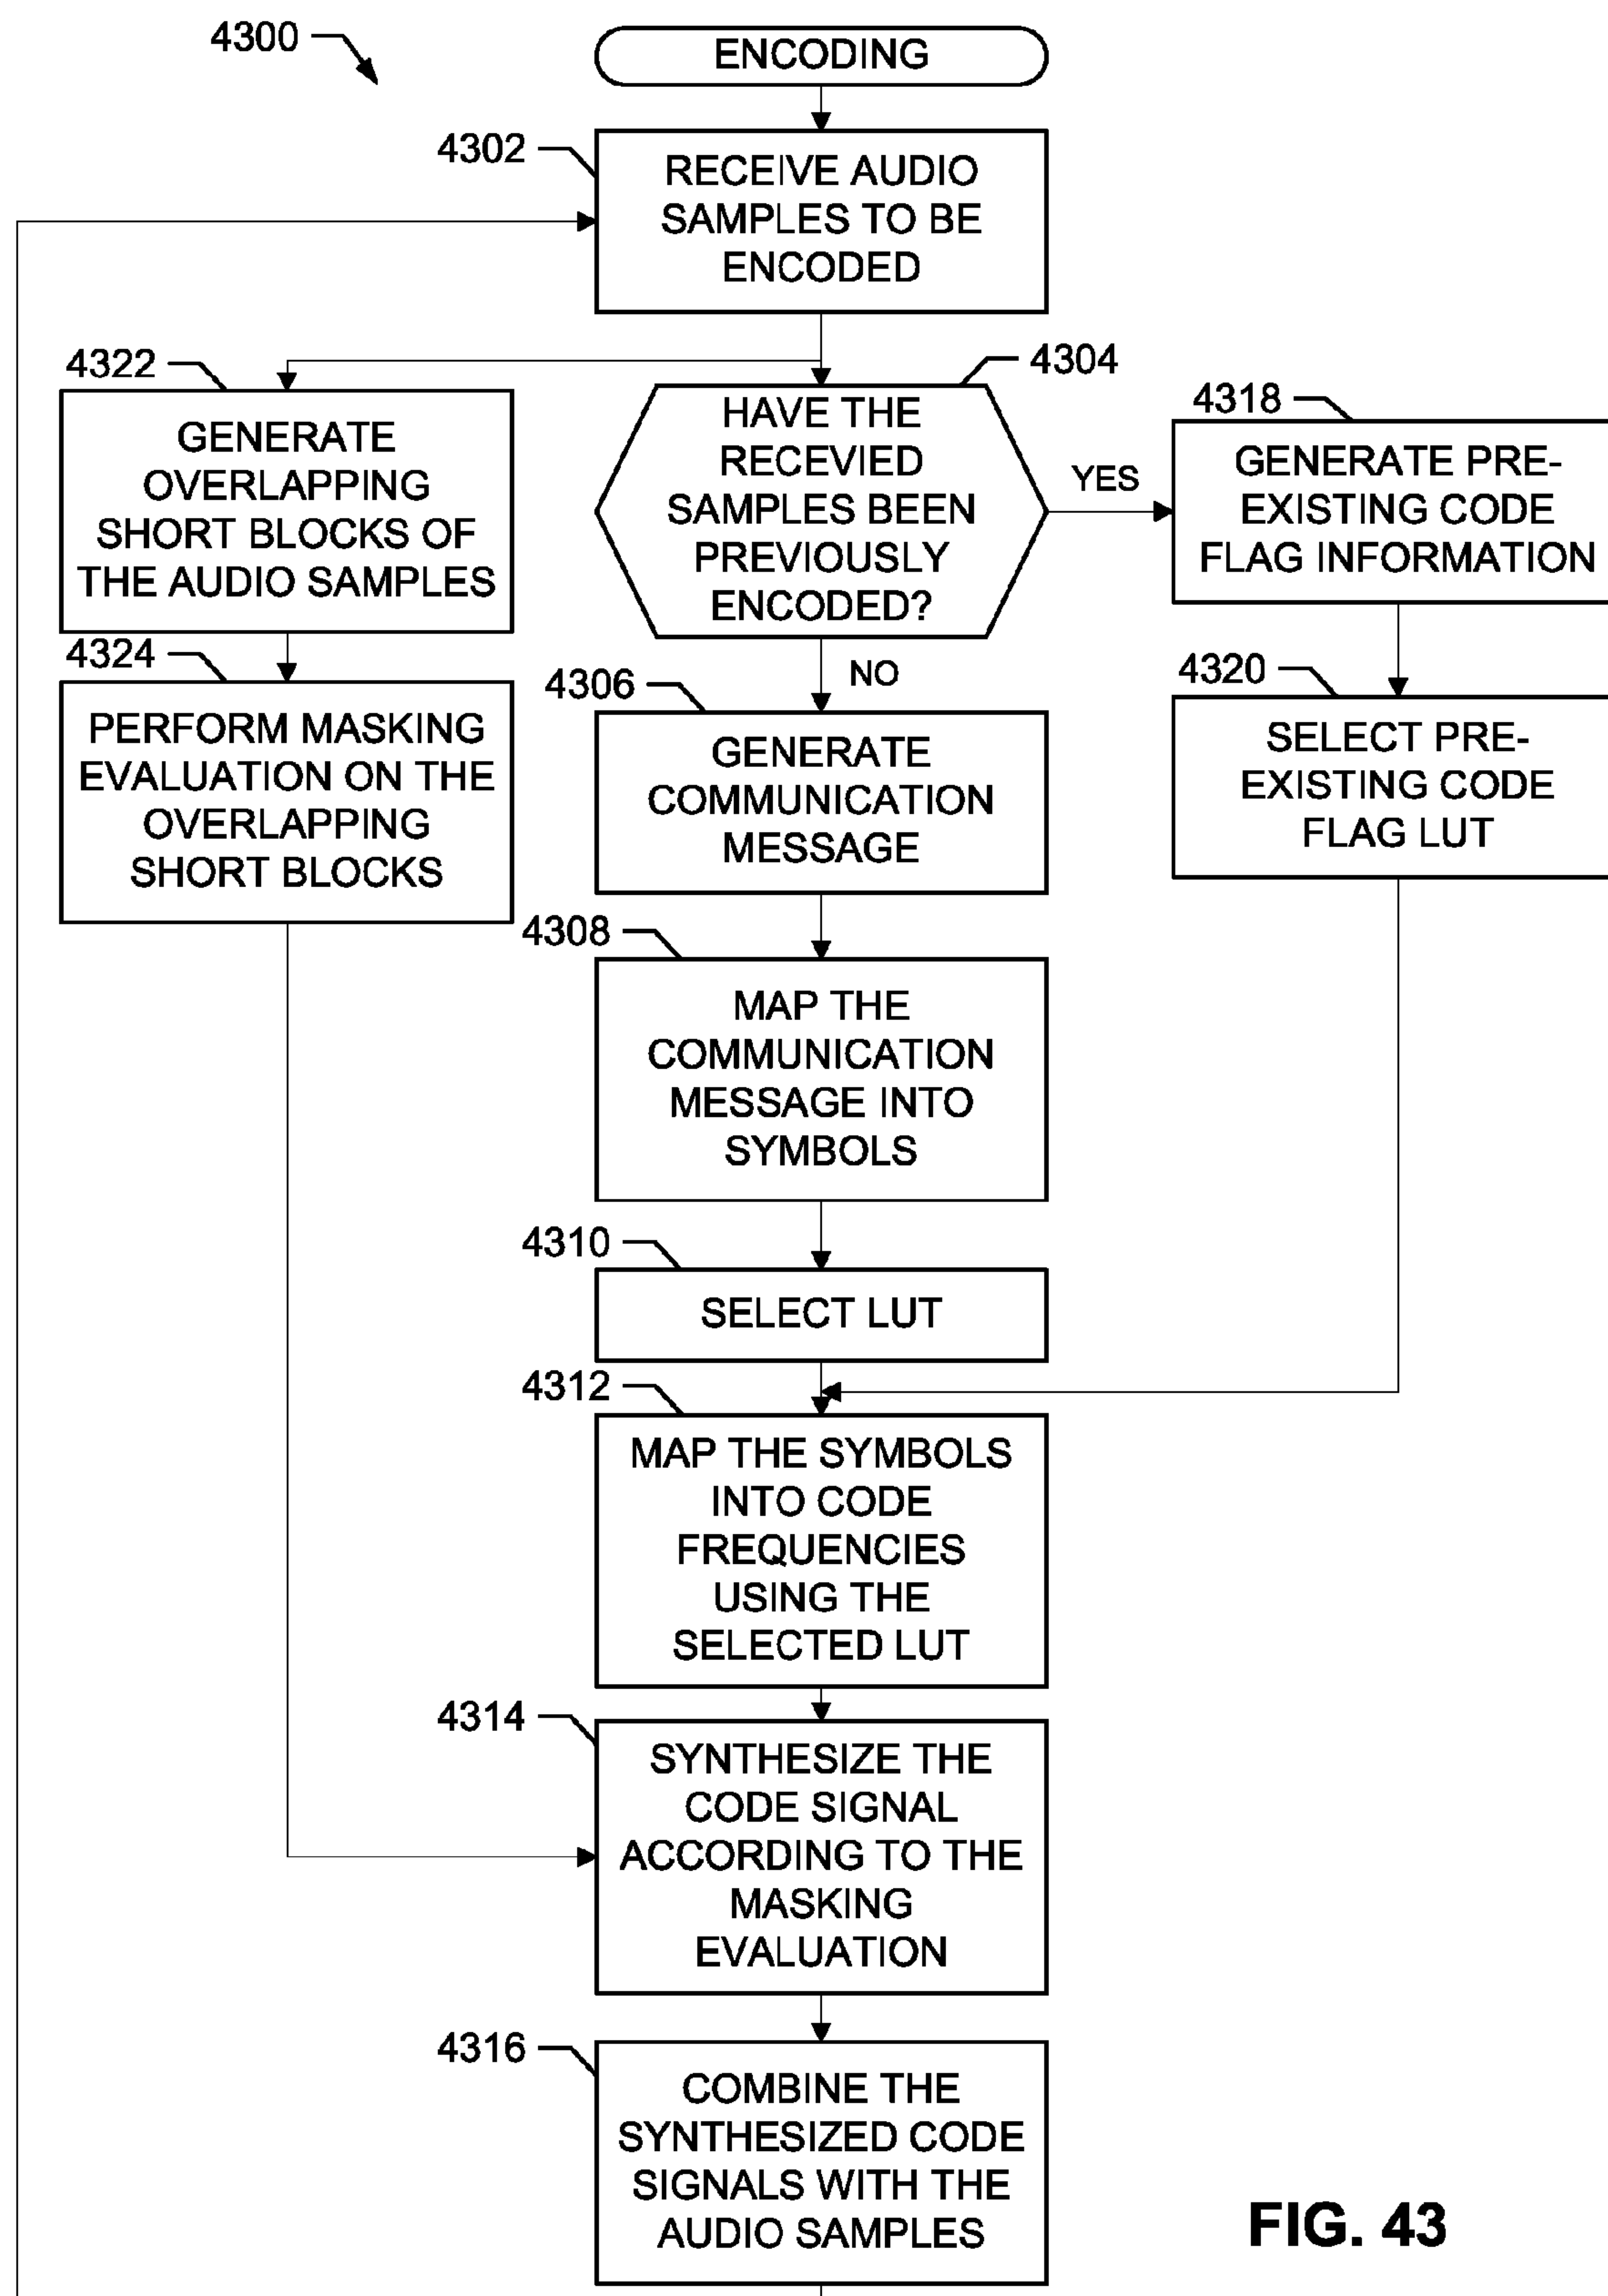 4300
ENCODING
4302
RECEIVE AUDIO
SAMPLES TO BE
ENCODED
4322
GENERATE
OVERLAPPING
SHORT BLOCKS OF
THE AUDIO SAMPLES
4304
HAVE THE
RECEVIED
SAMPLES BEEN
PREVIOUSLY
ENCODED?
YES
NO
4318
GENERATE PRE-
EXISTING CODE
FLAG INFORMATION
4324
PERFORM MASKING
EVALUATION ON THE
OVERLAPPING
SHORT BLOCKS
4306
GENERATE
COMMUNICATION
MESSAGE
4320
SELECT PRE-
EXISTING CODE
FLAG LUT
4308
MAP THE
COMMUNICATION
MESSAGE INTO
SYMBOLS
4310
SELECT LUT
4312
MAP THE SYMBOLS
INTO CODE
FREQUENCIES
USING THE
SELECTED LUT
4314
SYNTHESIZE THE
CODE SIGNAL
ACCORDING TO THE
MASKING
EVALUATION
4316
COMBINE THE
SYNTHESIZED CODE
SIGNALS WITH THE
AUDIO SAMPLES
FIG. 43